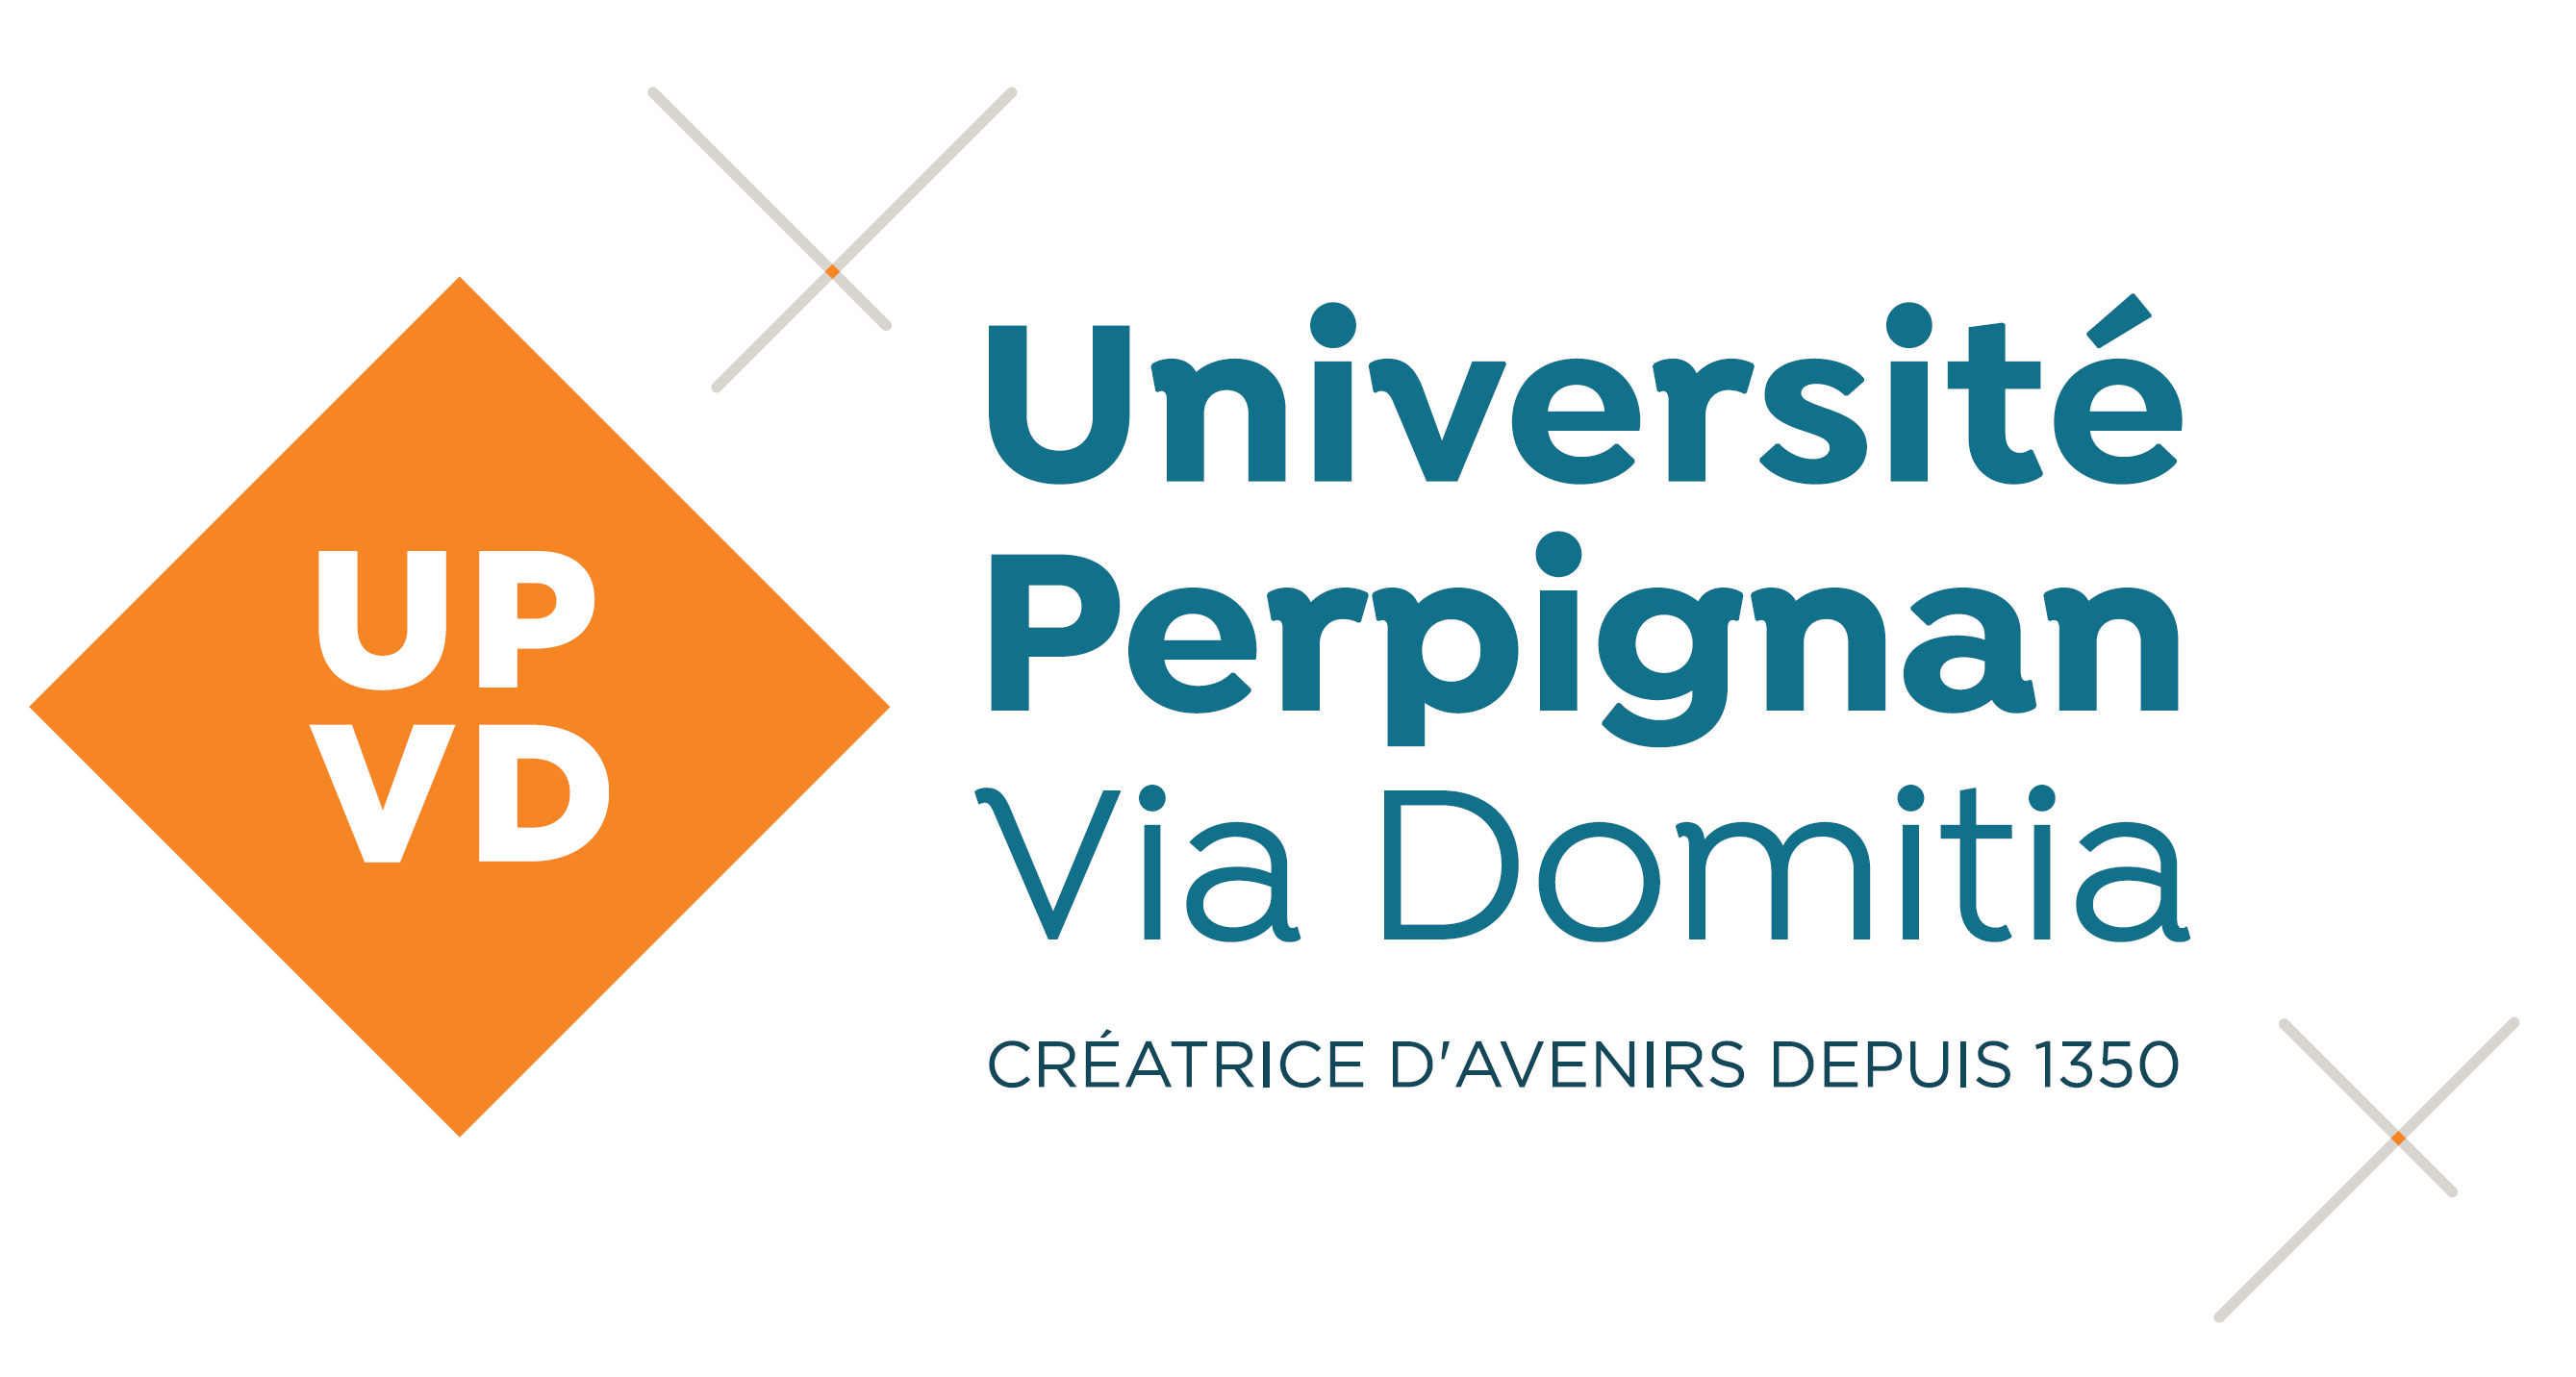 UP
VD
Université
Perpignan
Via Domitia
CRÉATRICE D'AVENIRS DEPUIS 1350